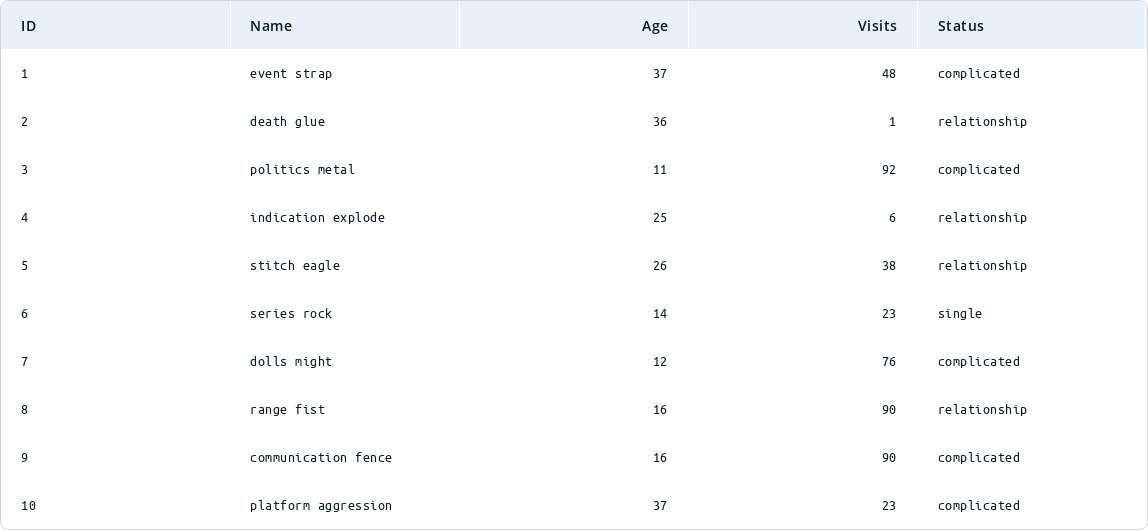 ID Name Age Visits Status
1 event strap 37 48 complicated
2 death glue 36 1 relationship
3 politics metal 11 92 complicated
4 indication explode 25 6 relationship
5 stitch eagle 26 38 relationship
6 series rock 14 23 single
7 dolls might 12 76 complicated
8 range fist 16 90 relationship
9 communication fence 16 90 complicated
10 platform aggression 37 23 complicated